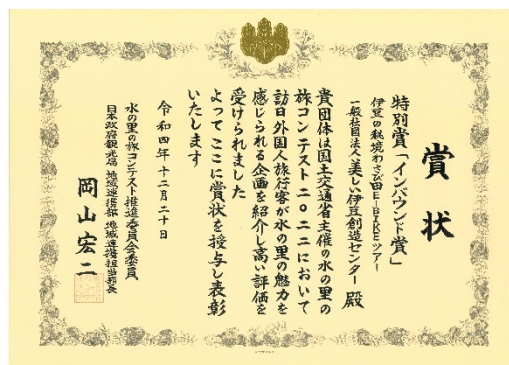 賞状
特別賞「インバウンド賞」
伊豆の秘境わさび田E-BIKEツアー
一般社団法人美しい伊豆創造センター 殿
貴団体は国土交通省主催の水の里の
旅コンテスト二〇二二において
訪日外国人旅行客が水の里の魅力を
感じられる企画を紹介し高い評価を
受けられました
よってここに賞状を授与し表彰
いたします
令和四年十二月二十日
水の里の旅コンテスト推進委員会委員
日本政府観光局 地域連携部 地域連携担当部長
岡山宏二